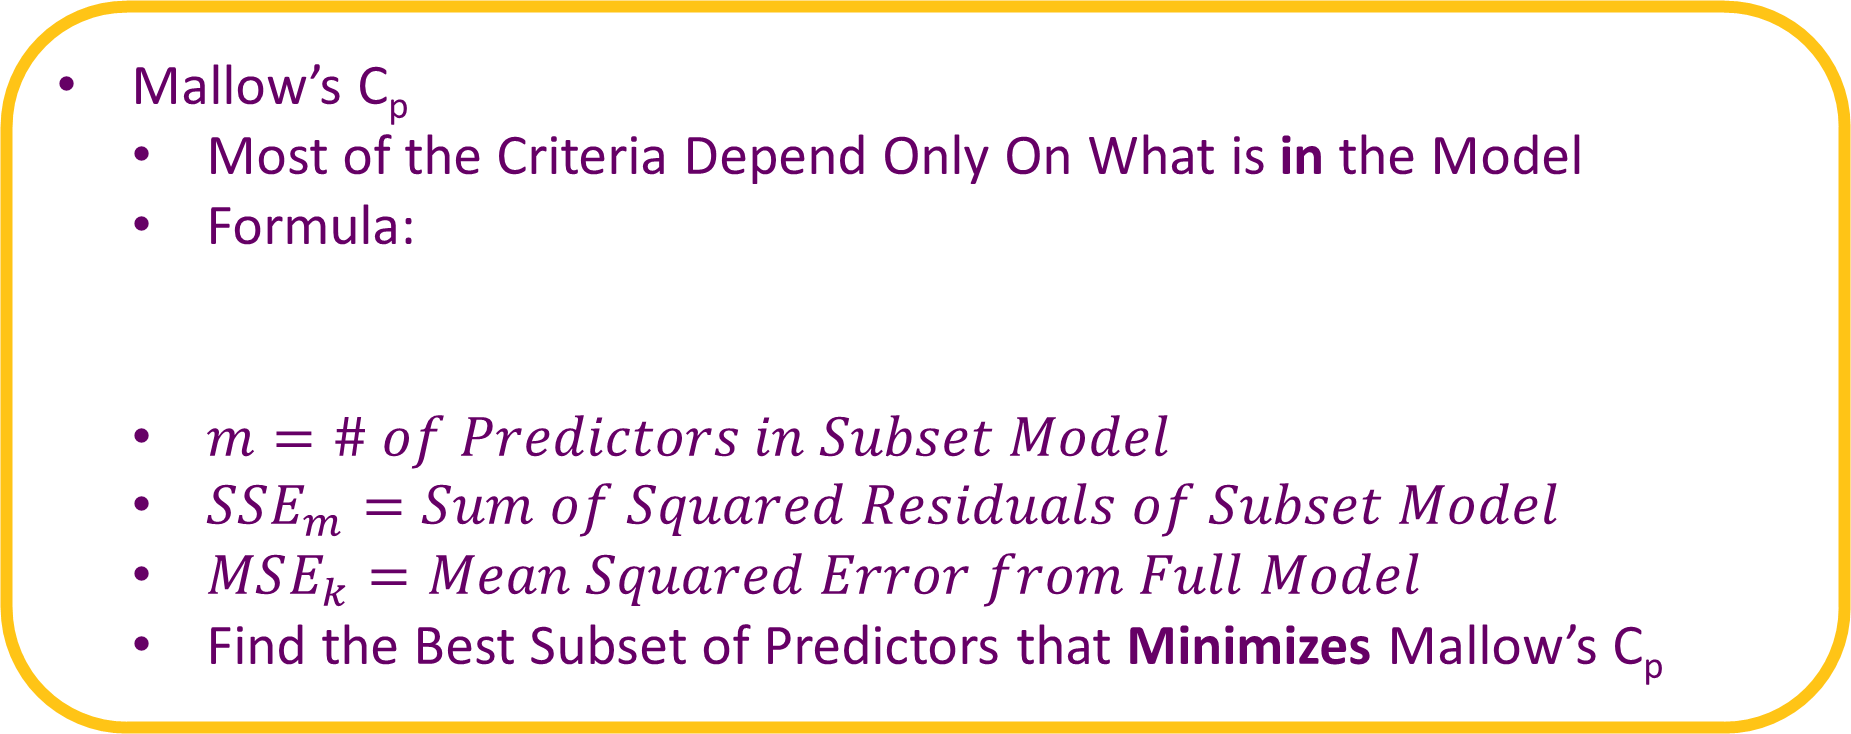 • Mallow’s Cₚ
• Most of the Criteria Depend Only On What is in the Model
• Formula:
• m = # of Predictors in Subset Model
• SSEₘ = Sum of Squared Residuals of Subset Model
• MSEₖ = Mean Squared Error from Full Model
• Find the Best Subset of Predictors that Minimizes Mallow’s Cₚ